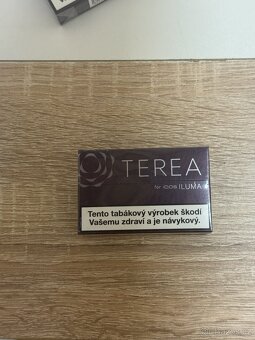 TEREA
for IQOS ILUMA
Tento tabákový výrobek škodí
Vašemu zdraví a je návykový.